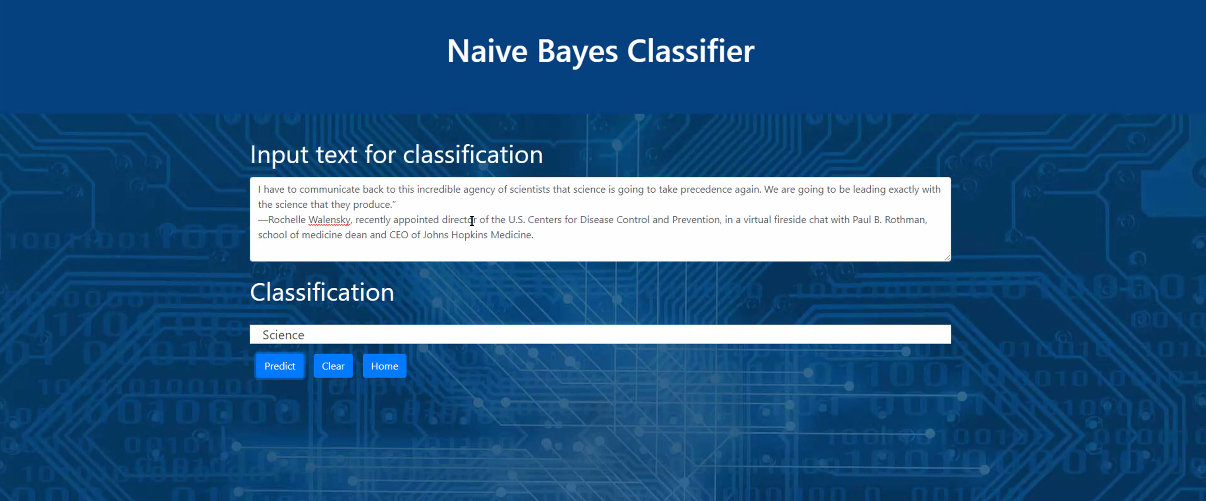 Naive Bayes Classifier
Input text for classification
I have to communicate back to this incredible agency of scientists that science is going to take precedence again. We are going to be leading exactly with
the science that they produce."
—Rochelle Walensky, recently appointed director of the U.S. Centers for Disease Control and Prevention, in a virtual fireside chat with Paul B. Rothman,
school of medicine dean and CEO of Johns Hopkins Medicine.
Classification
Science
Predict Clear Home